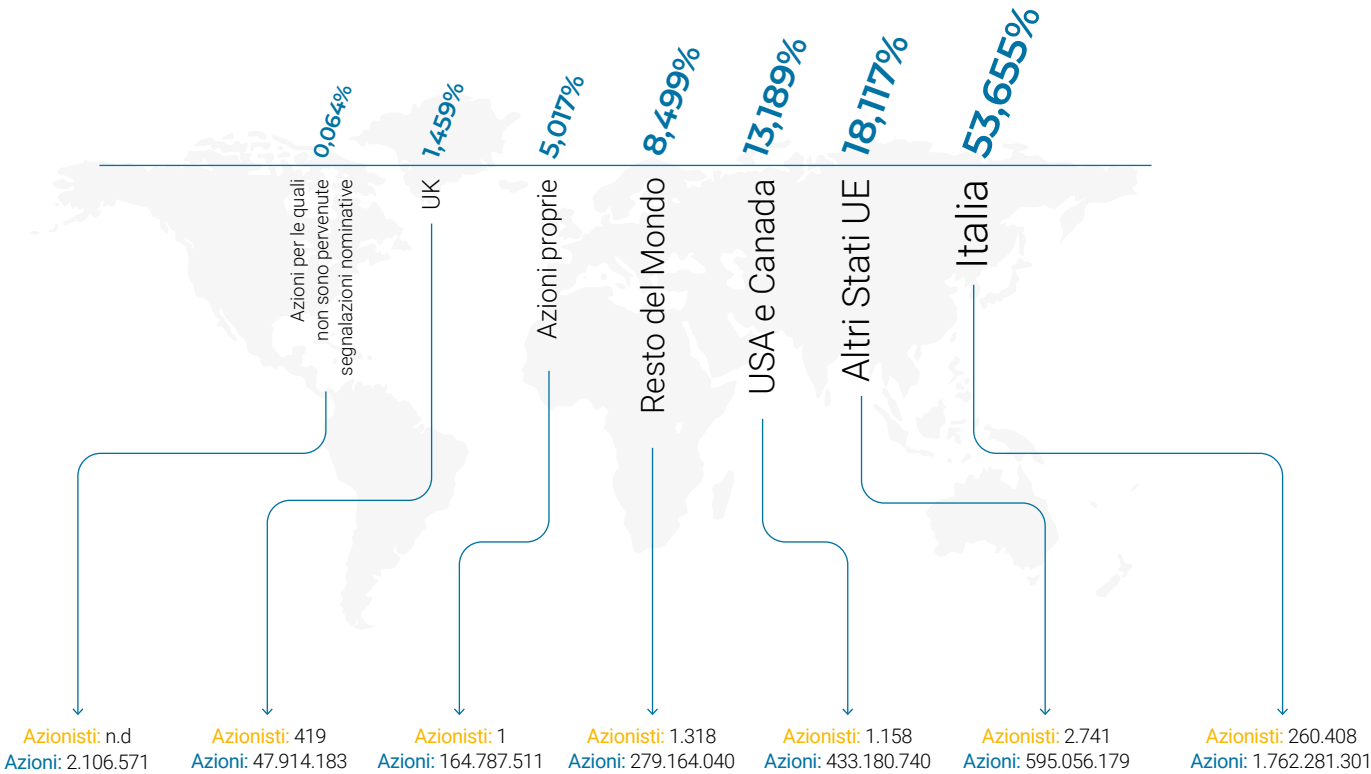 0,064%
1,459%
5,017%
8,499%
13,189%
18,117%
53,655%
Azioni per le quali
non sono pervenute
segnalazioni nominative
UK
Azioni proprie
Resto del Mondo
USA e Canada
Altri Stati UE
Italia
Azionisti: n.d
Azioni: 2.106.571
Azionisti: 419
Azioni: 47.914.183
Azionisti: 1
Azioni: 164.787.511
Azionisti: 1.318
Azioni: 279.164.040
Azionisti: 1.158
Azioni: 433.180.740
Azionisti: 2.741
Azioni: 595.056.179
Azionisti: 260.408
Azioni: 1.762.281.301